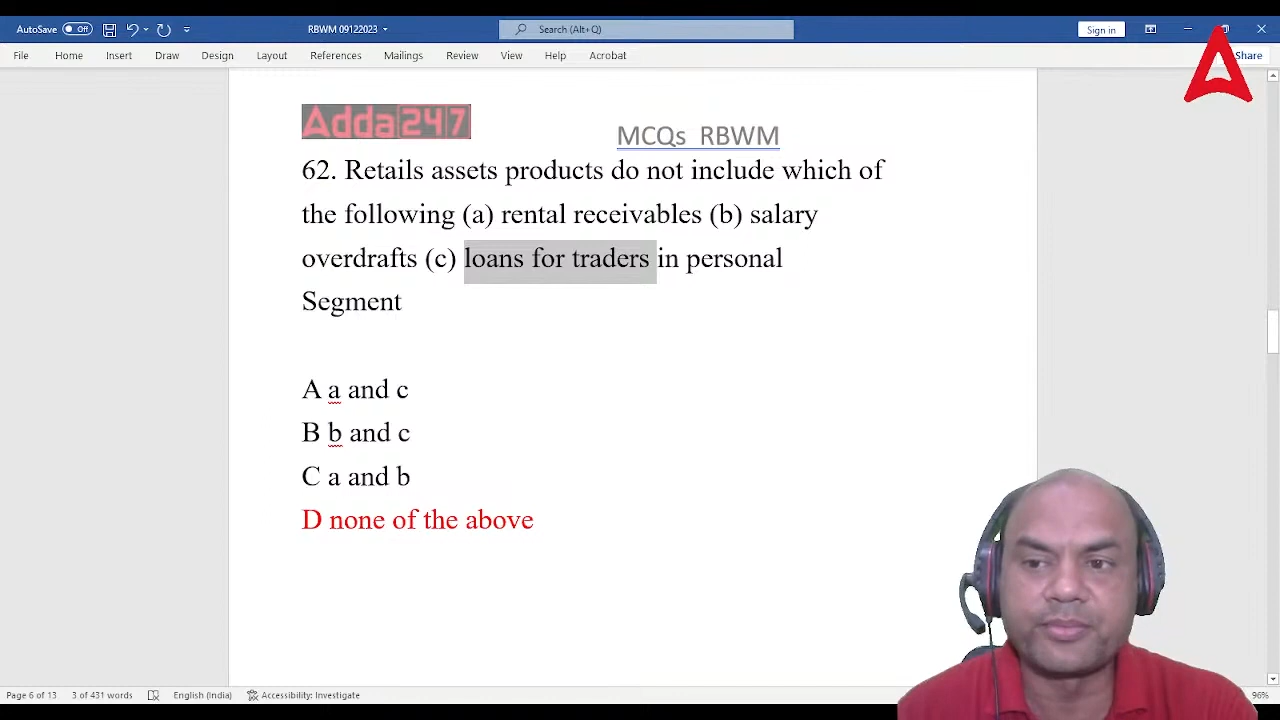 AutoSave Off RBWM 09122023 Search (Alt+Q) Sign in
File Home Insert Draw Design Layout References Mailings Review View Help Acrobat Share
Adda247
MCQs RBWM
62. Retails assets products do not include which of
the following (a) rental receivables (b) salary
overdrafts (c) loans for traders in personal
Segment
A a and c
B b and c
C a and b
D none of the above
Page 6 of 13 3 of 431 words English (India) Accessibility: Investigate 96%